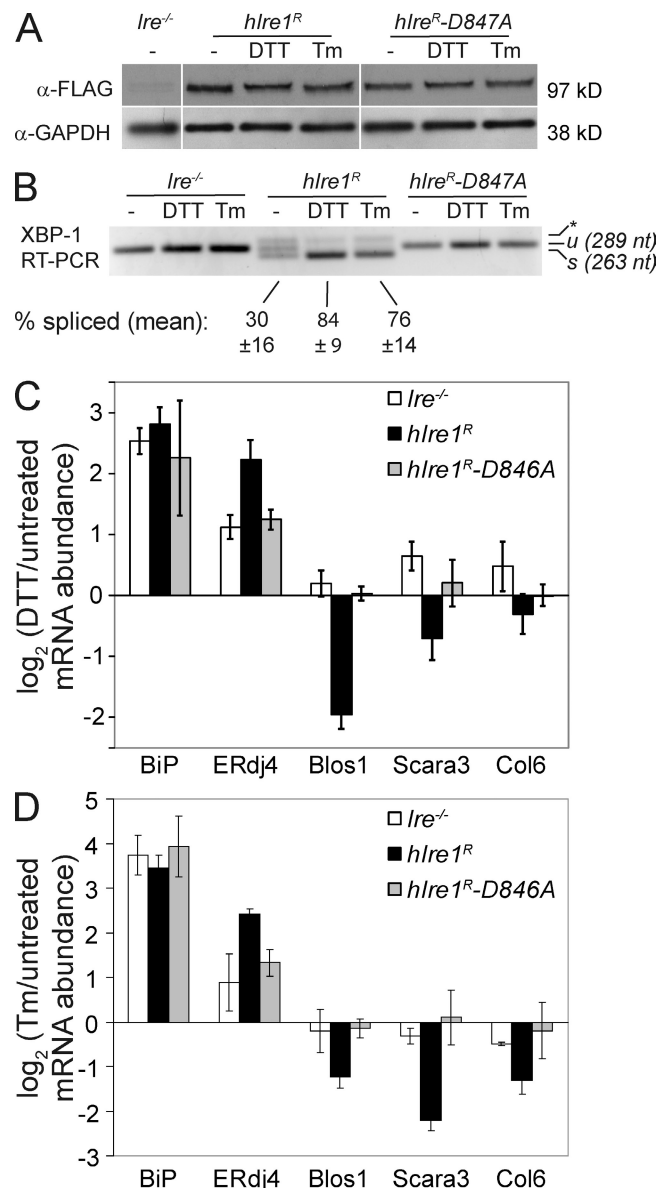 A
Ire-/-
hIre1R
hIreR-D847A
- - DTT Tm - DTT Tm
α-FLAG
97 kD
α-GAPDH
38 kD
B
Ire-/-
hIre1R
hIreR-D847A
- DTT Tm - DTT Tm - DTT Tm
XBP-1
RT-PCR
*
u (289 nt)
s (263 nt)
% spliced (mean): 30 84 76
±16 ± 9 ±14
C
log2 (DTT/untreated
mRNA abundance)
3
2
1
0
-1
-2
Ire-/-
hIre1R
hIre1R-D846A
BiP ERdj4 Blos1 Scara3 Col6
D
log2 (Tm/untreated
mRNA abundance)
5
4
3
2
1
0
-1
-2
-3
Ire-/-
hIre1R
hIre1R-D846A
BiP ERdj4 Blos1 Scara3 Col6